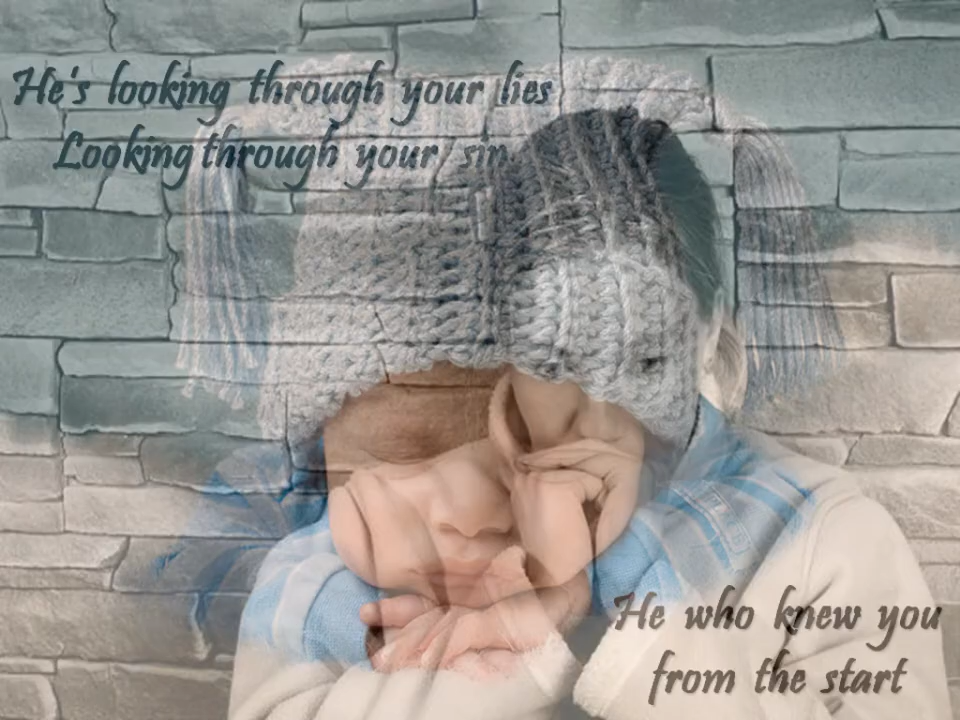 He's looking through your lies
Looking through your sin
He who knew you
from the start